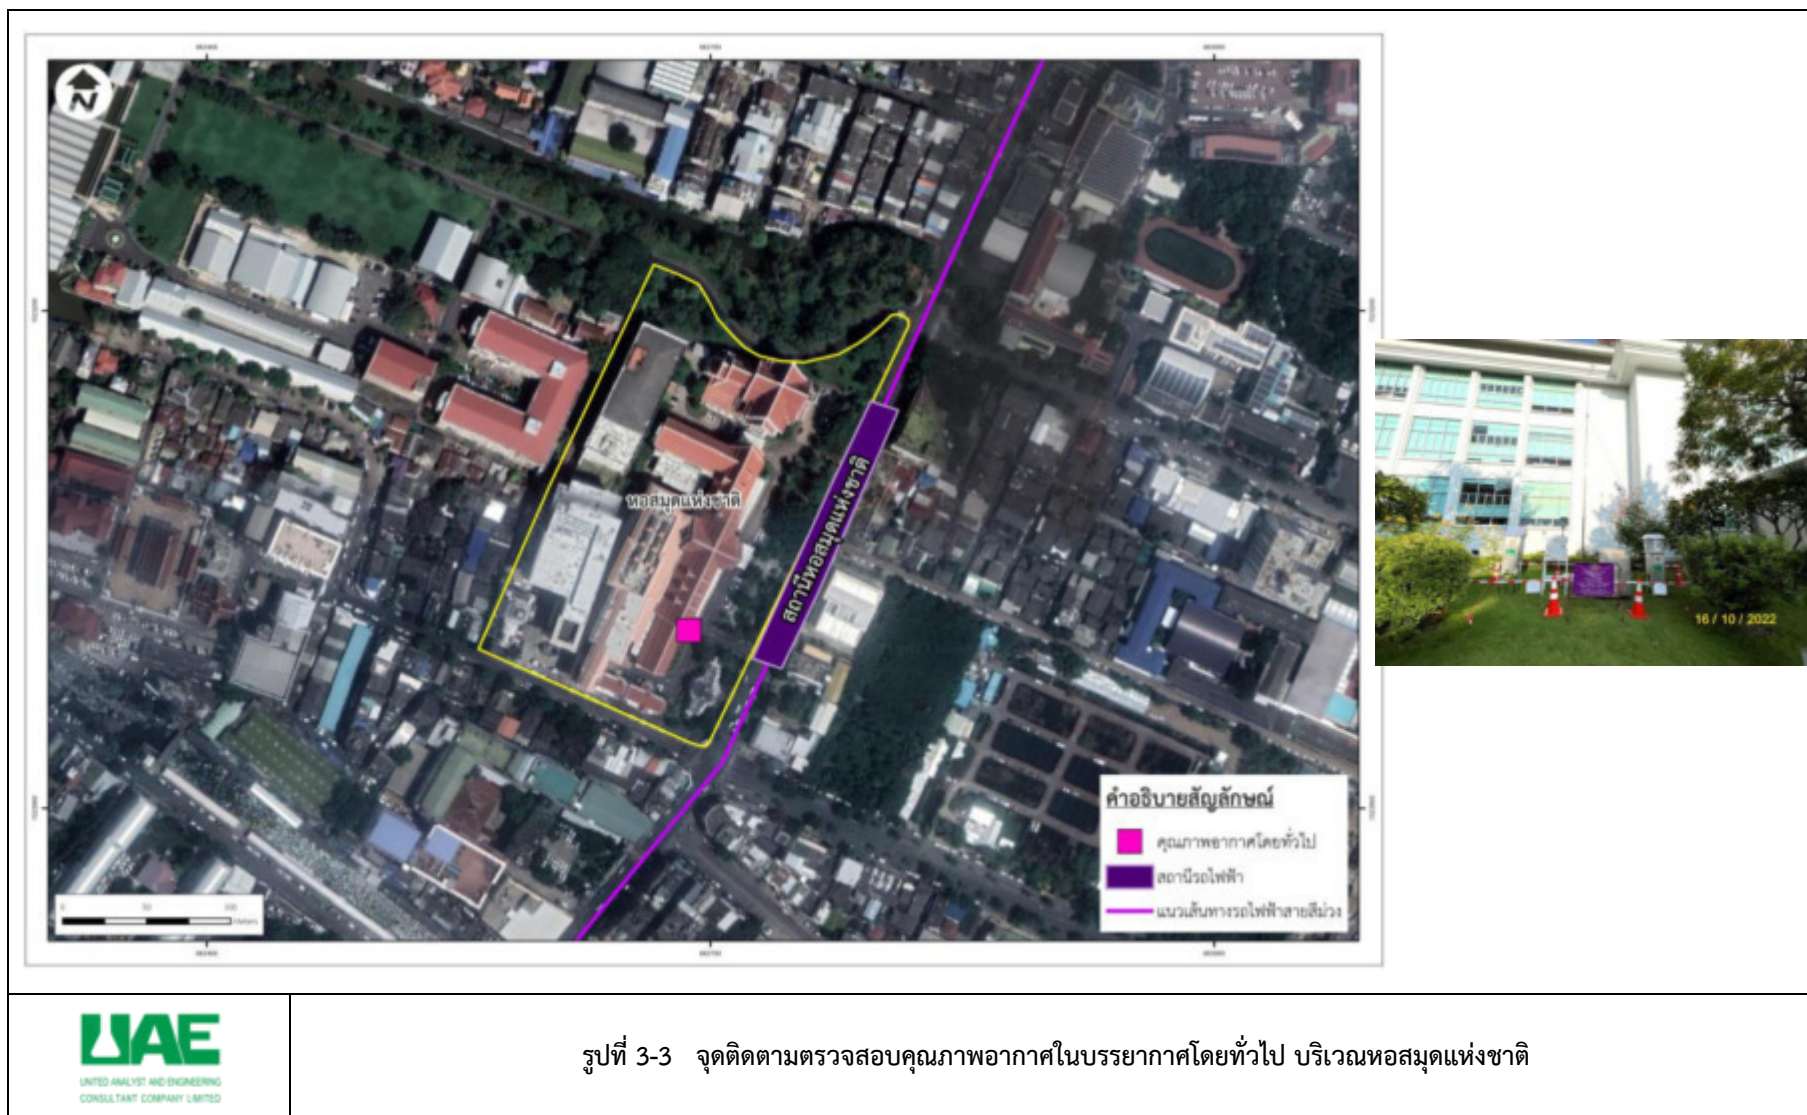 N
หอสมุดแห่งชาติ
สถานีหอสมุดแห่งชาติ
16 / 10 / 2022
คำอธิบายสัญลักษณ์
คุณภาพอากาศโดยทั่วไป
สถานีรถไฟฟ้า
แนวเส้นทางรถไฟฟ้าสายสีม่วง
0 50 100
Meters
UAE
UNITED ANALYST AND ENGINEERING
CONSULTANT COMPANY LIMITED
รูปที่ 3-3 จุดติดตามตรวจสอบคุณภาพอากาศในบรรยากาศโดยทั่วไป บริเวณหอสมุดแห่งชาติ